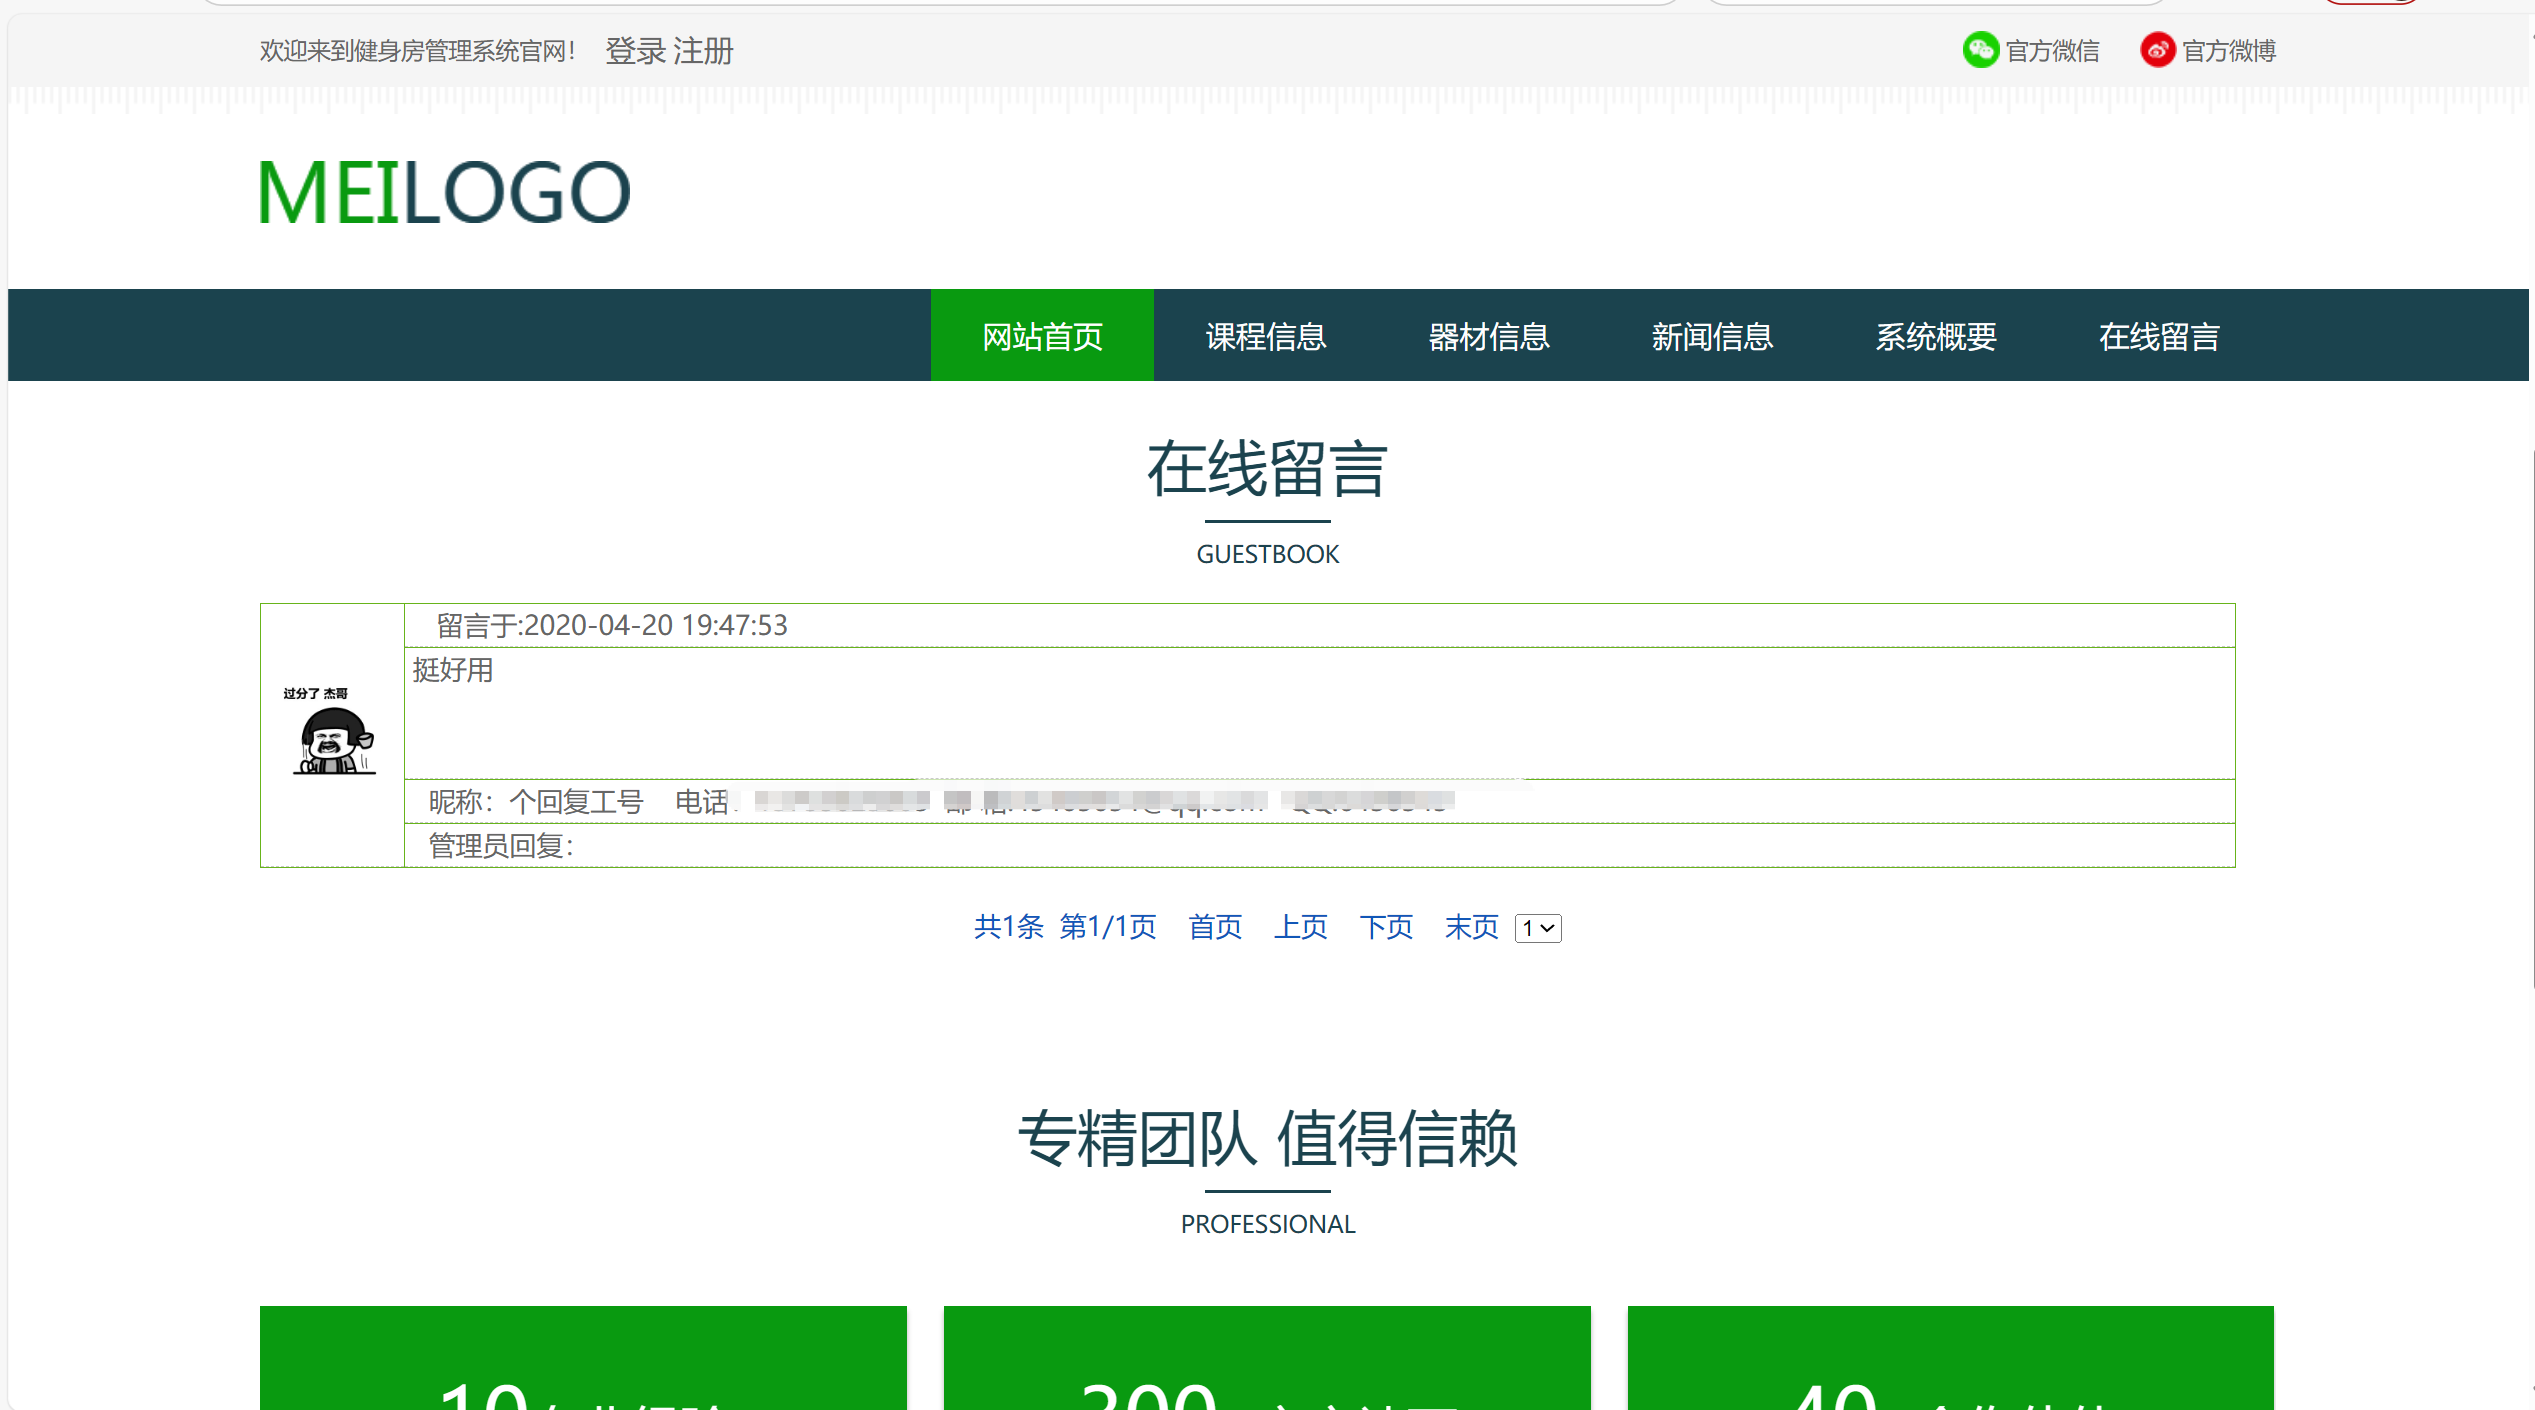 欢迎来到健身房管理系统官网！ 登录 注册 官方微信 官方微博
MEILOGO
网站首页 课程信息 器材信息 新闻信息 系统概要 在线留言
在线留言
GUESTBOOK
留言于:2020-04-20 19:47:53
挺好用
过分了 杰哥
昵称：个回复工号 电话
管理员回复：
共1条 第1/1页 首页 上页 下页 末页 1
专精团队 值得信赖
PROFESSIONAL
10 300 40